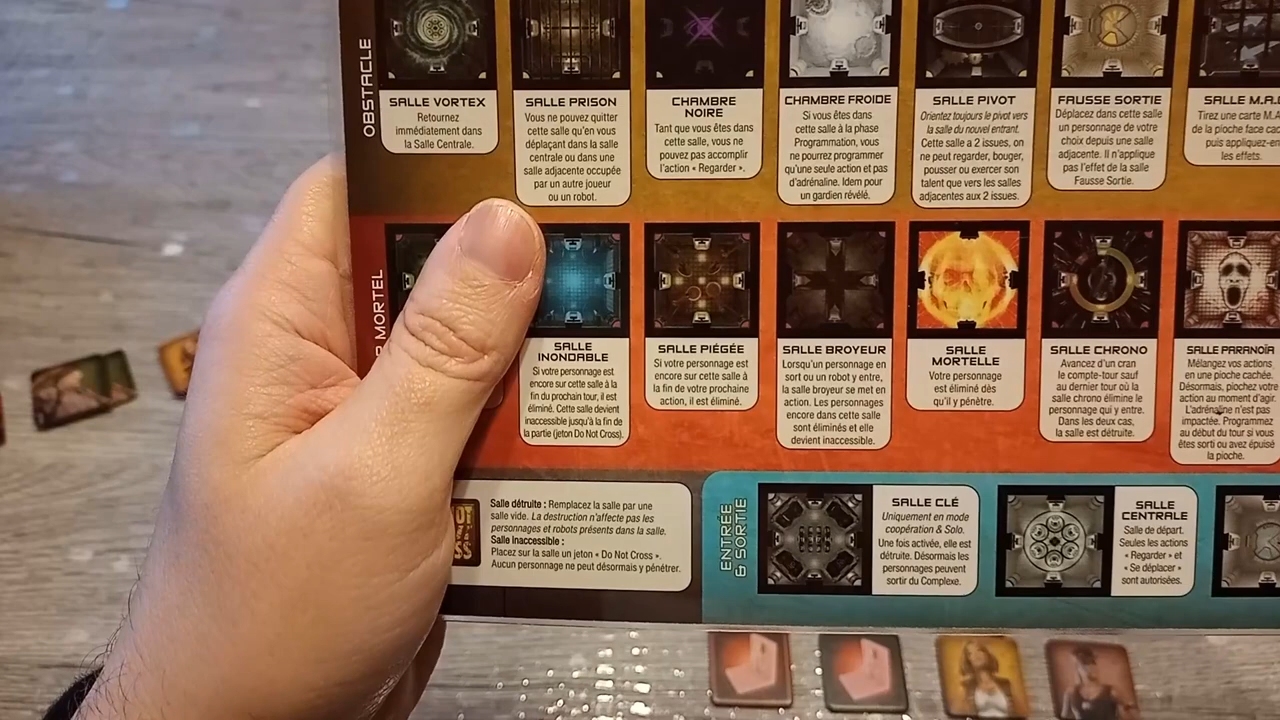 OBSTACLE
SALLE VORTEX
Retournez
immédiatement dans
la Salle Centrale.
SALLE PRISON
Vous ne pouvez quitter
cette salle qu'en vous
déplaçant dans la salle
centrale ou dans une
salle adjacente occupée
par un autre joueur
ou un robot.
CHAMBRE
NOIRE
Tant que vous êtes dans
cette salle, vous ne
pouvez pas accomplir
l'action « Regarder ».
CHAMBRE FROIDE
Si vous êtes dans
cette salle à la phase
Programmation, vous
ne pourrez programmer
qu'une seule action et pas
d'adrénaline. Idem pour
un gardien révélé.
SALLE PIVOT
Orientez toujours le pivot vers
la salle du nouvel entrant.
Cette salle a 2 issues, on
ne peut regarder, bouger,
pousser ou exercer son
talent que vers les salles
adjacentes aux 2 issues.
FAUSSE SORTIE
Déplacez dans cette salle
un personnage de votre
choix depuis une salle
adjacente. Il n'applique
pas l'effet de la salle
Fausse Sortie.
SALLE M.A.
Tirez une carte M.A
de la pioche face ca
puis appliquez-en
les effets.
MORTEL
SALLE
INONDABLE
Si votre personnage est
encore sur cette salle à la
fin du prochain tour, il est
éliminé. Cette salle devient
inaccessible jusqu'à la fin de
la partie (jeton Do Not Cross).
SALLE PIÉGÉE
Si votre personnage est
encore sur cette salle à
la fin de votre prochaine
action, il est éliminé.
SALLE BROYEUR
Lorsqu'un personnage en
sort ou un robot y entre,
la salle broyeur se met en
action. Les personnages
encore dans cette salle
sont éliminés et elle
devient inaccessible.
SALLE
MORTELLE
Votre personnage
est éliminé dès
qu'il y pénètre.
SALLE CHRONO
Avancez d'un cran
le compte-tour sauf
au dernier tour où la
salle chrono élimine le
personnage qui y entre.
Dans les deux cas,
la salle est détruite.
SALLE PARANOÏA
Mélangez vos actions
en une pioche cachée.
Désormais, piochez votre
action au moment d'agir.
L'adrénaline n'est pas
impactée. Programmez
au début du tour si vous
êtes sorti ou avez épuisé
la pioche.
Salle détruite : Remplacez la salle par une
salle vide. La destruction n'affecte pas les
personnages et robots présents dans la salle.
Salle inaccessible :
Placez sur la salle un jeton « Do Not Cross ».
Aucun personnage ne peut désormais y pénétrer.
ENTRÉE
& SORTIE
SALLE CLÉ
Uniquement en mode
coopération & Solo.
Une fois activée, elle est
détruite. Désormais les
personnages peuvent
sortir du Complexe.
SALLE
CENTRALE
Salle de départ.
Seules les actions
« Regarder » et
« Se déplacer »
sont autorisées.